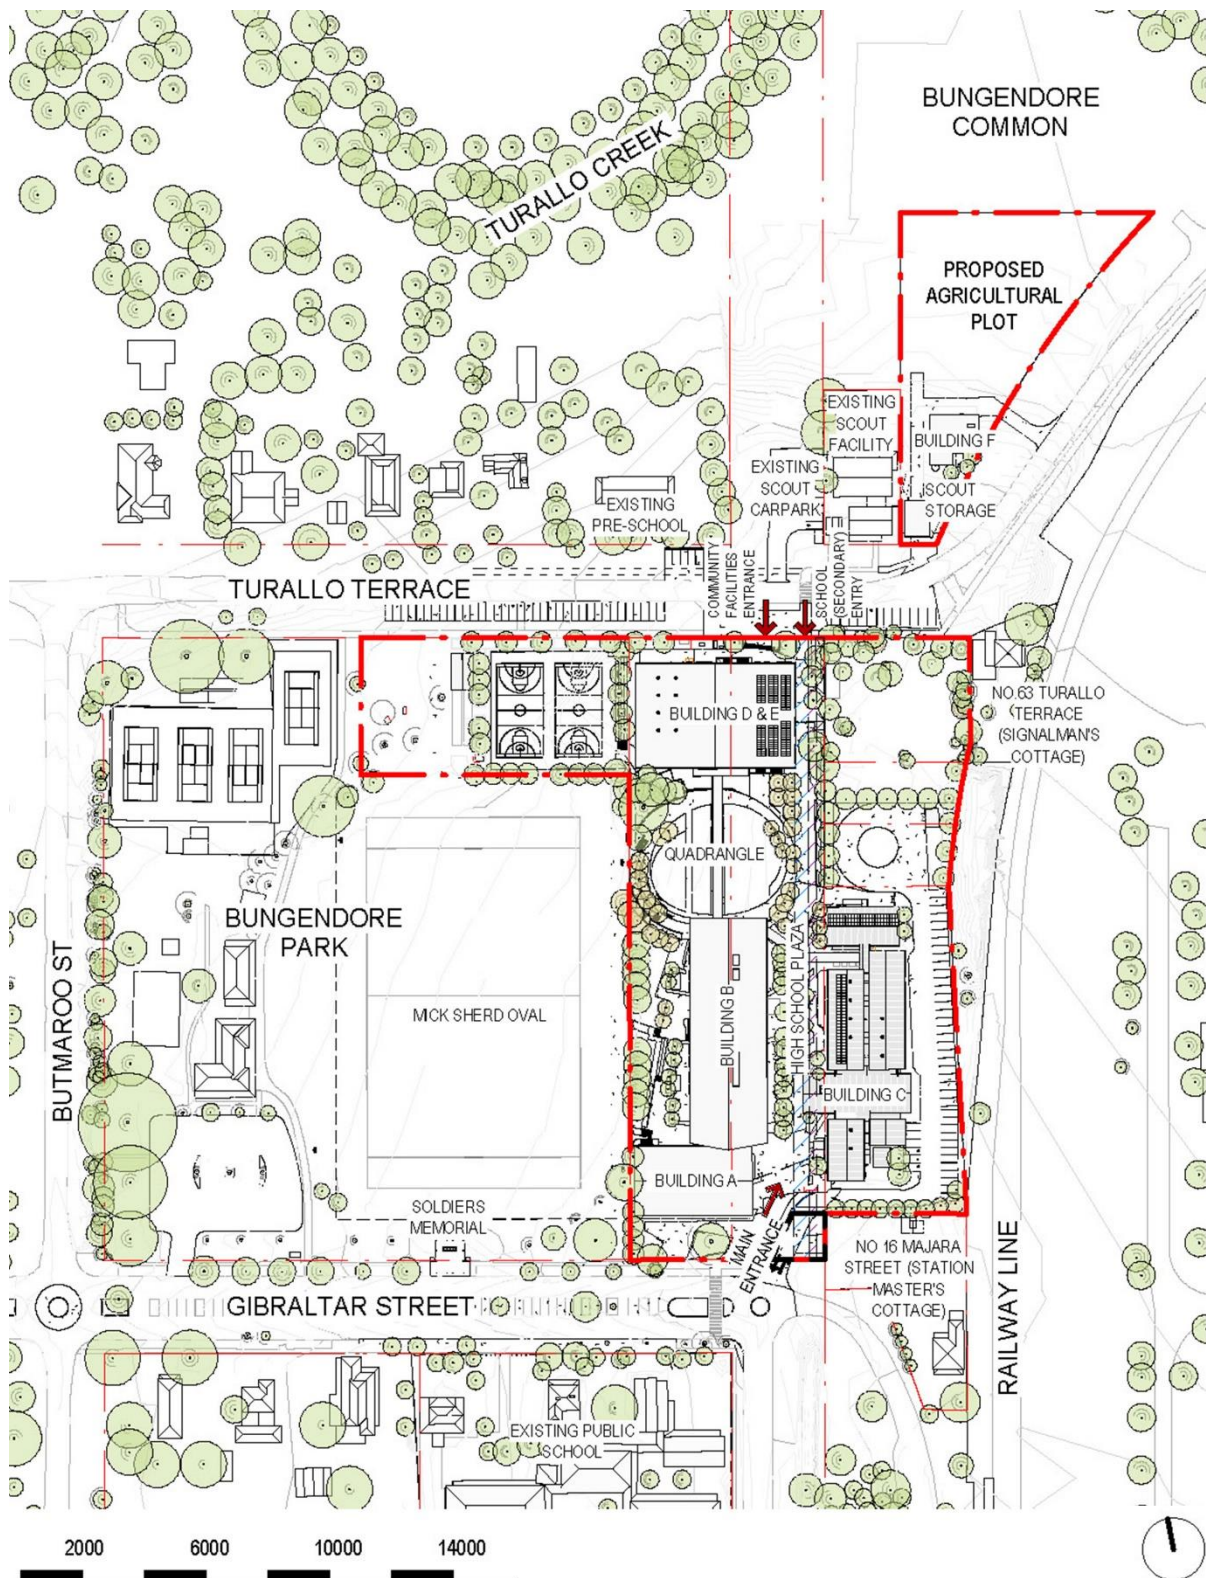 BUNGENDORE
COMMON
TURALLO CREEK
PROPOSED
AGRICULTURAL
PLOT
EXISTING
SCOUT
FACILITY
BUILDING F
EXISTING
SCOUT
CARPARK
SCOUT
STORAGE
EXISTING
PRE-SCHOOL
COMMUNITY
FACILITIES
ENTRANCE
SCHOOL
(SECONDARY)
ENTRY
TURALLO TERRACE
BUILDING D & E
NO.63 TURALLO
TERRACE
(SIGNALMAN'S
COTTAGE)
QUADRANGLE
BUNGENDORE
PARK
BUTMAROO ST
MICK SHERD OVAL
BUILDING B
HIGH SCHOOL PLAZA
BUILDING C
BUILDING A
SOLDIERS
MEMORIAL
MAIN
ENTRANCE
NO 16 MAJARA
STREET (STATION
MASTER'S
COTTAGE)
RAILWAY LINE
GIBRALTAR STREET
EXISTING PUBLIC
SCHOOL
2000 6000 10000 14000